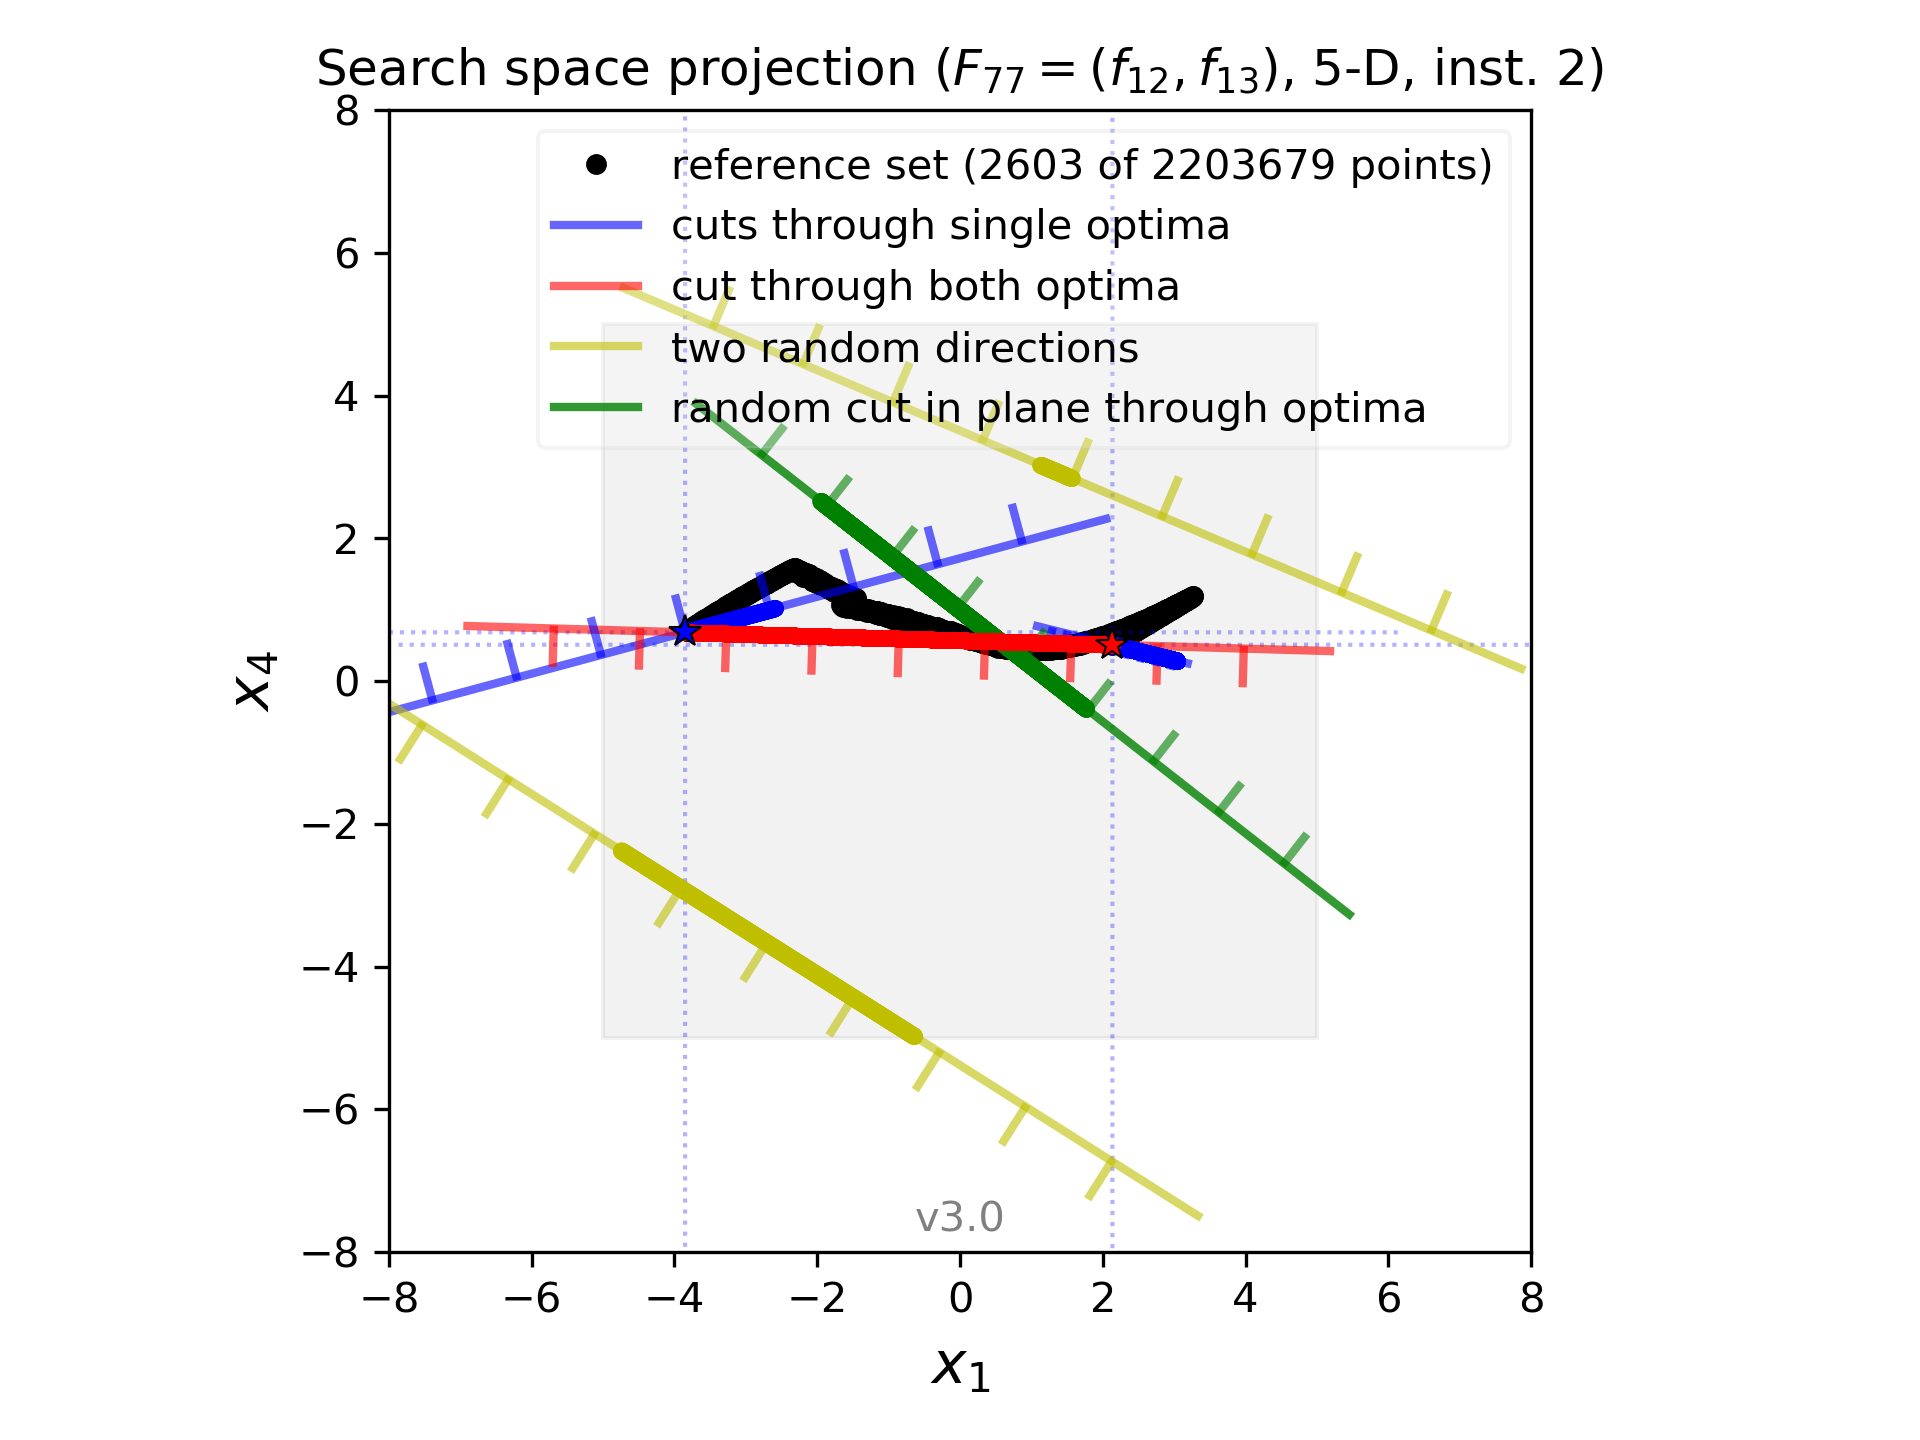 Search space projection (F77 = (f12, f13), 5-D, inst. 2)
reference set (2603 of 2203679 points)
cuts through single optima
cut through both optima
two random directions
random cut in plane through optima
8
6
4
2
0
−2
−4
−6
−8
x4
v3.0
−8 −6 −4 −2 0 2 4 6 8
x1